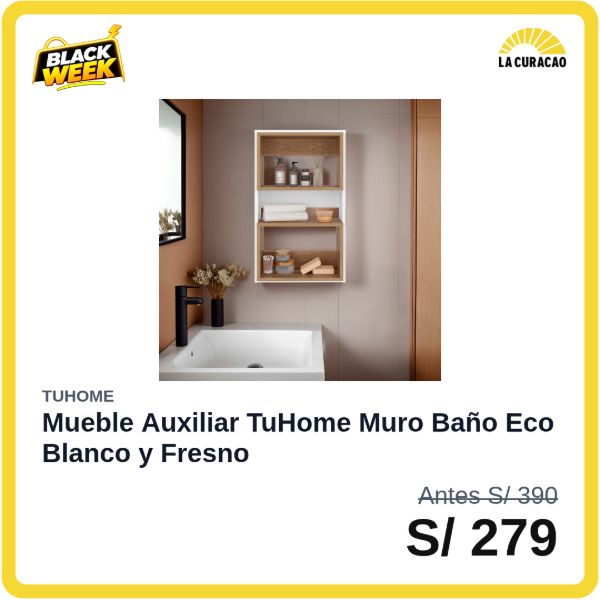 BLACK
WEEK
LA CURACAO
TUHOME
Mueble Auxiliar TuHome Muro Baño Eco
Blanco y Fresno
Antes S/ 390
S/ 279